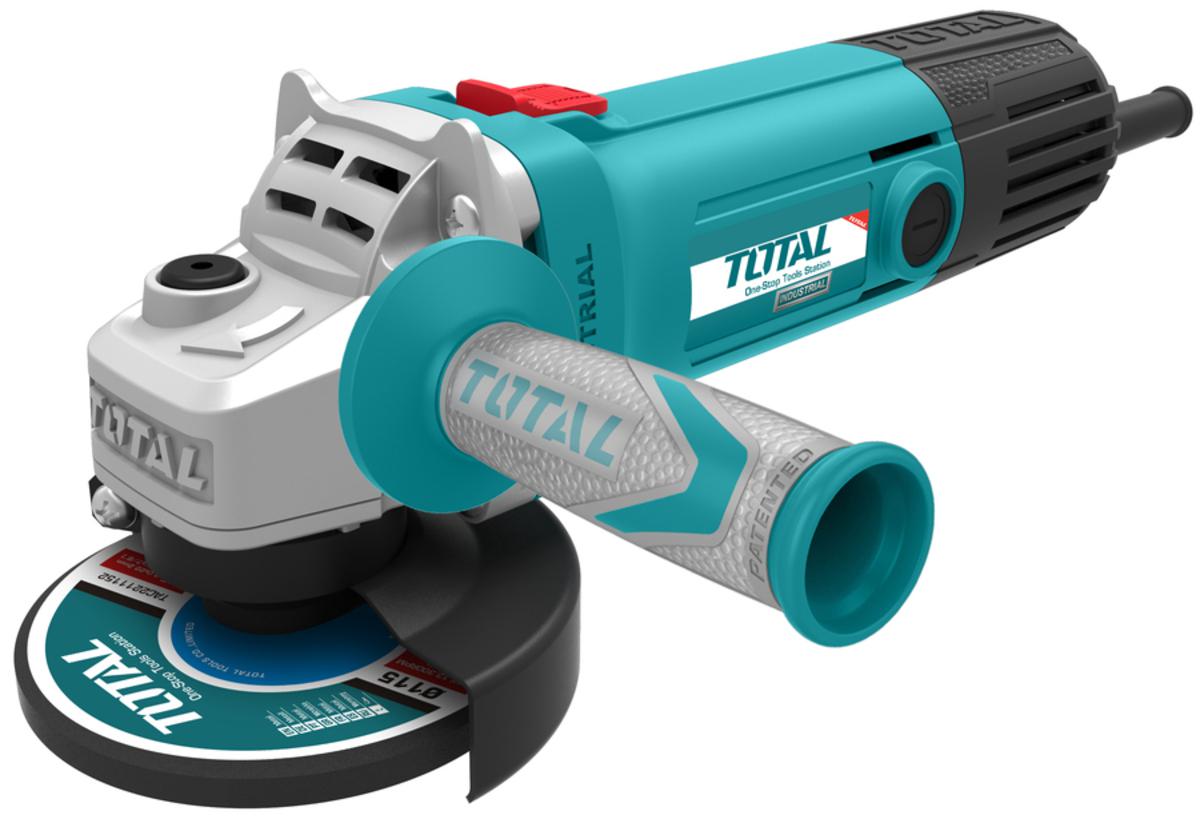 TOTAL
TOTAL
One-Stop Tools Station
INDUSTRIAL
TOTAL
TRIAL
TOTAL
PATENTED
TOTAL
TAC2211152
TOTAL
One-Stop Tools Station
TOTAL TOOLS CO.,LIMITED
Ø115